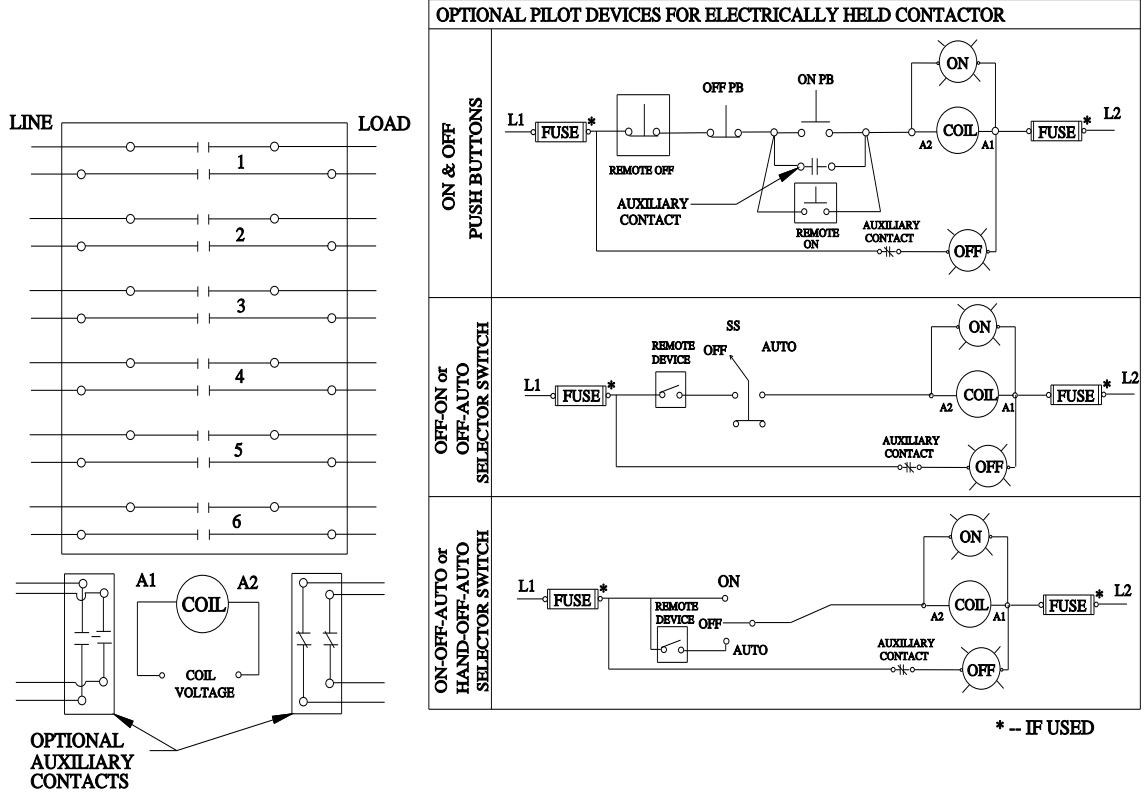 OPTIONAL PILOT DEVICES FOR ELECTRICALLY HELD CONTACTOR
LINE
LOAD
1
2
3
4
5
6
A1
A2
COIL
COIL
VOLTAGE
OPTIONAL
AUXILIARY
CONTACTS
ON & OFF
PUSH BUTTONS
L1
FUSE
*
REMOTE OFF
OFF PB
ON PB
AUXILIARY
CONTACT
REMOTE
ON
AUXILIARY
CONTACT
ON
COIL
A2
A1
OFF
FUSE
*
L2
OFF-ON or
OFF-AUTO
SELECTOR SWITCH
L1
FUSE
*
REMOTE
DEVICE
SS
OFF
AUTO
ON
COIL
A2
A1
AUXILIARY
CONTACT
OFF
FUSE
*
L2
ON-OFF-AUTO or
HAND-OFF-AUTO
SELECTOR SWITCH
L1
FUSE
*
REMOTE
DEVICE
ON
OFF
AUTO
ON
COIL
A2
A1
AUXILIARY
CONTACT
OFF
FUSE
*
L2
* -- IF USED